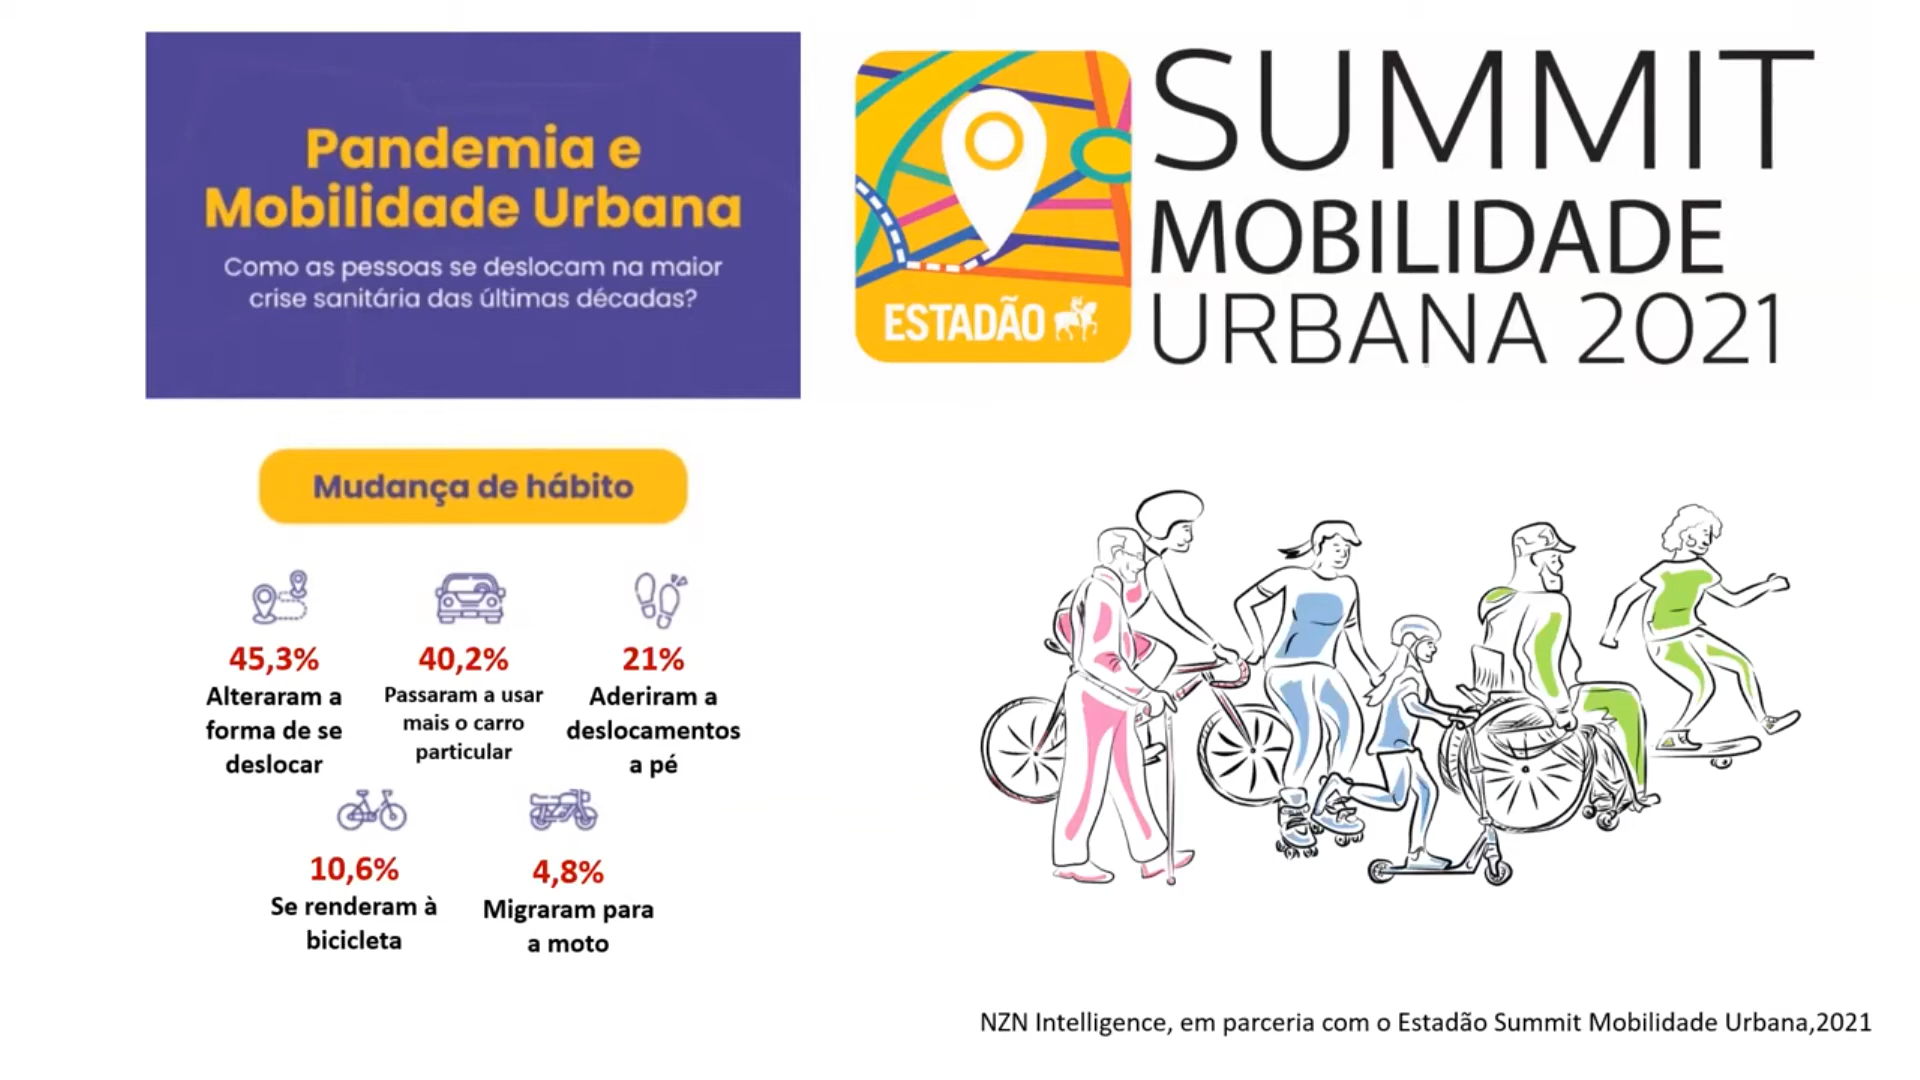 Pandemia e
Mobilidade Urbana
Como as pessoas se deslocam na maior
crise sanitária das últimas décadas?
ESTADÃO
SUMMIT
MOBILIDADE
URBANA 2021
Mudança de hábito
45,3%
Alteraram a
forma de se
deslocar
40,2%
Passaram a usar
mais o carro
particular
21%
Aderiram a
deslocamentos
a pé
10,6%
Se renderam à
bicicleta
4,8%
Migraram para
a moto
NZN Intelligence, em parceria com o Estadão Summit Mobilidade Urbana,2021